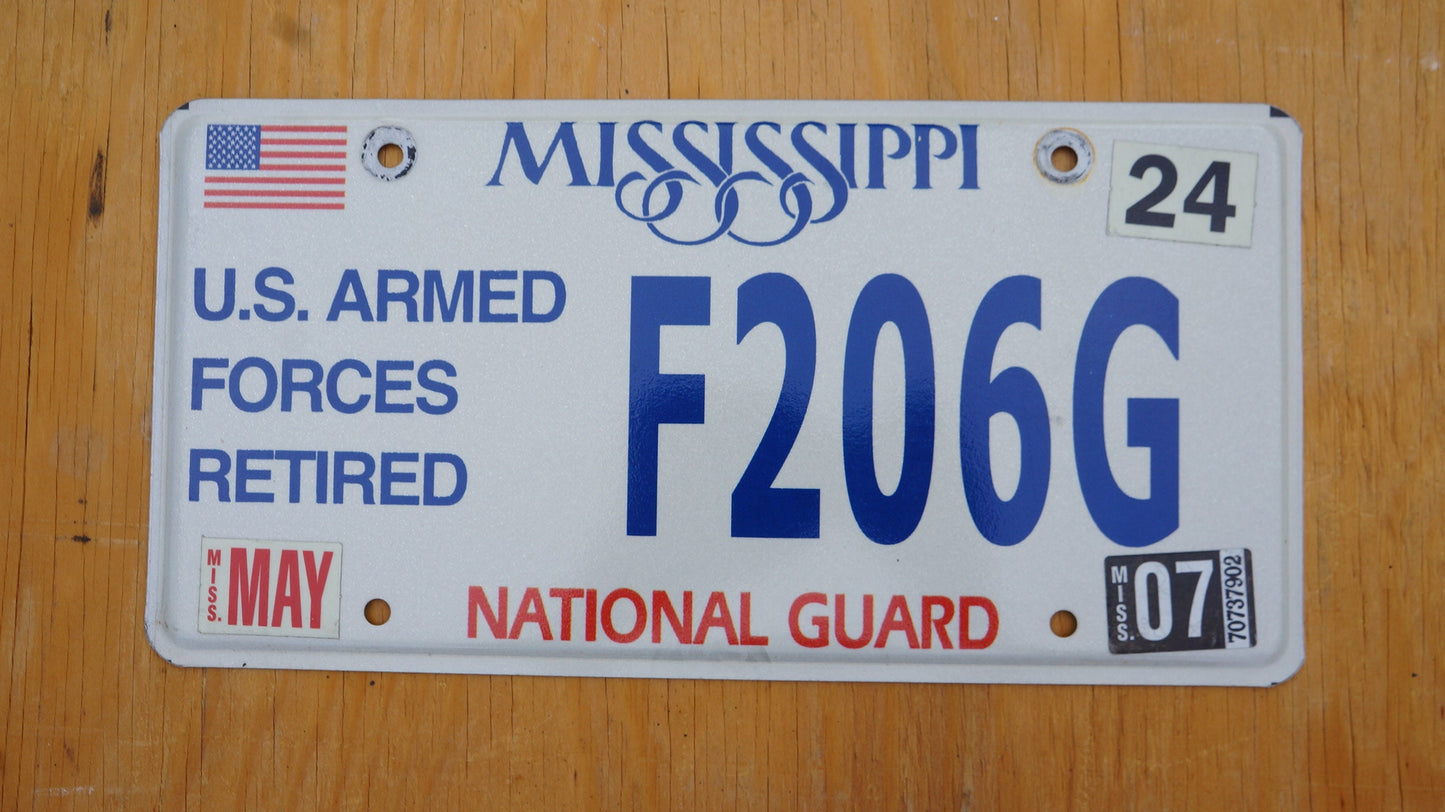 MISSISSIPPI
24
U.S. ARMED
FORCES
RETIRED
F206G
MISS.
MAY
NATIONAL GUARD
MISS.
07
70737902